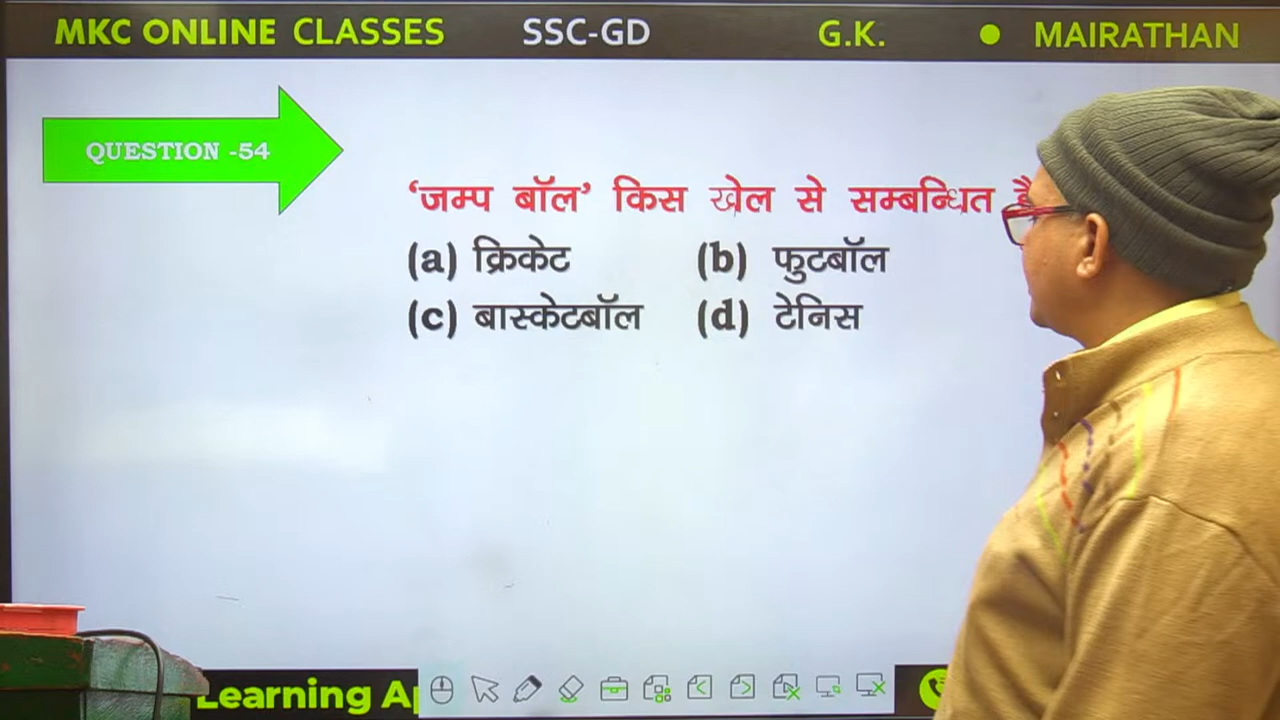 MKC ONLINE CLASSES SSC-GD G.K. MAIRATHAN
QUESTION -54
‘जम्प बॉल’ किस खेल से सम्बन्धित है
(a) क्रिकेट (b) फुटबॉल
(c) बास्केटबॉल (d) टेनिस
Learning